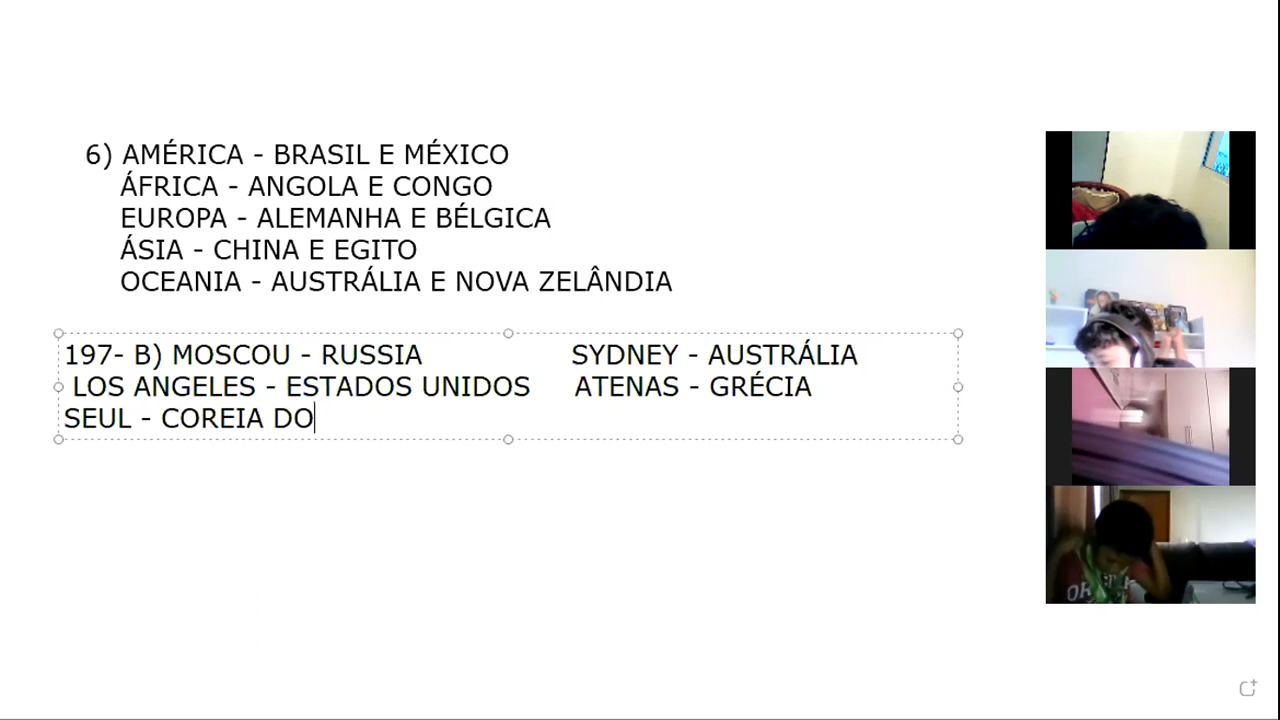 6) AMÉRICA - BRASIL E MÉXICO
ÁFRICA - ANGOLA E CONGO
EUROPA - ALEMANHA E BÉLGICA
ÁSIA - CHINA E EGITO
OCEANIA - AUSTRÁLIA E NOVA ZELÂNDIA
197- B) MOSCOU - RUSSIA SYDNEY - AUSTRÁLIA
LOS ANGELES - ESTADOS UNIDOS ATENAS - GRÉCIA
SEUL - COREIA DO